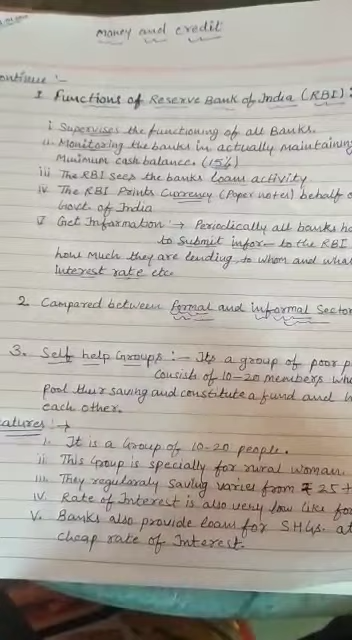 Money and credit
ontinue :-
1 Functions of Reserve Bank of India (RBI) :
i Supervises the functioning of all Banks.
ii. Monitoring the banks in actually maintaining
Minimum cash balance. (15%)
iii The RBI sees the banks loans activity
iv The RBI Prints Currency (Paper notes) behalf o
Govt. of India
V Get Information :→ Periodically all banks ha
to submit infor— to the RBI
how much they are lending, to whom and what
Interest rate etc.
2 Compared between formal and informal Sector
3. Self help Groups :- Its a group of poor p
consists of 10-20 members wh
pool their saving and constitute a fund and
each other.
eatures :→
i. It is a Group of 10-20 people.
ii This Group is specially for rural woman.
iii They regularaly Saving varies from ₹ 25 +
iv. Rate of Interest is also very low like for
V. Banks also provide loan for SHGs. at
cheap rate of Interest.